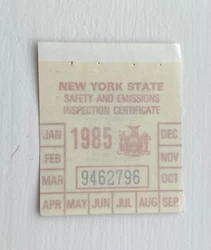 NEW YORK STATE
SAFETY AND EMISSIONS
INSPECTION CERTIFICATE
JAN 1985 DEC
FEB NOV
MAR 9462796 OCT
APR MAY JUN JUL AUG SEP